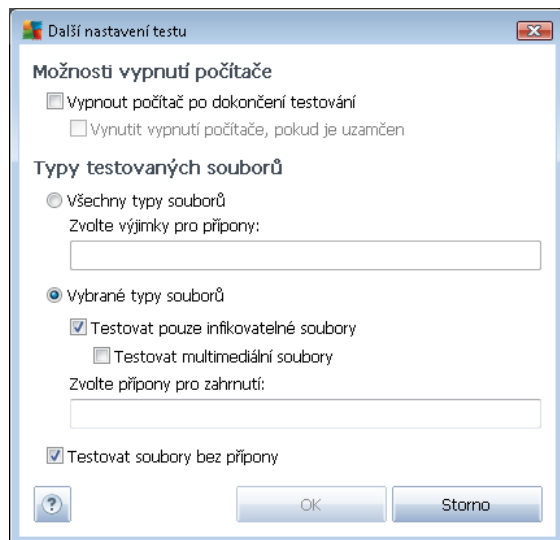 Další nastavení testu
Možnosti vypnutí počítače
Vypnout počítač po dokončení testování
Vynutit vypnutí počítače, pokud je uzamčen
Typy testovaných souborů
Všechny typy souborů
Zvolte výjimky pro přípony:
Vybrané typy souborů
Testovat pouze infikovatelné soubory
Testovat multimediální soubory
Zvolte přípony pro zahrnutí:
Testovat soubory bez přípony
?
OK
Storno